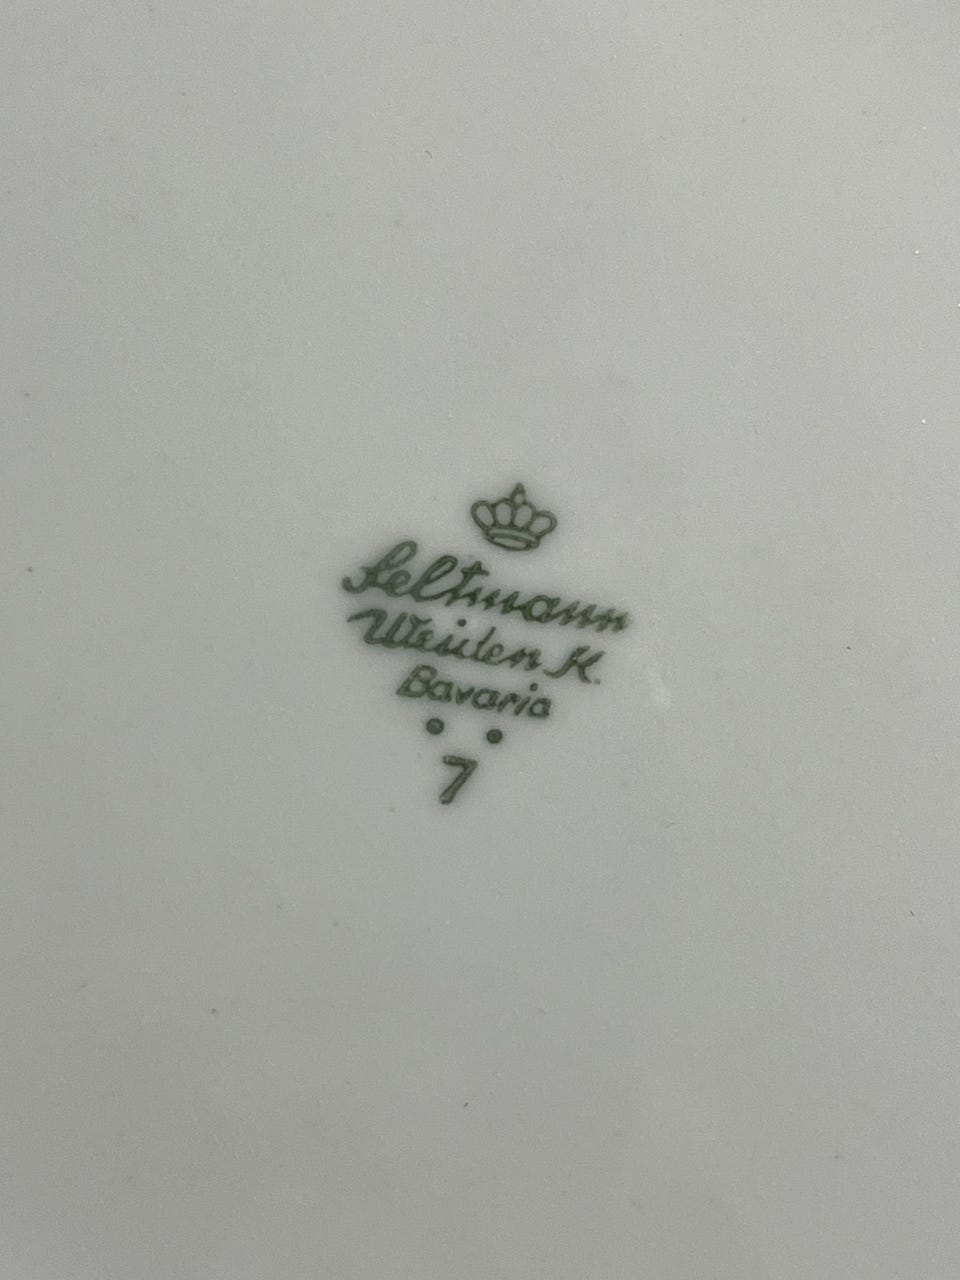 Seltmann
Weiden K.
Bavaria
7